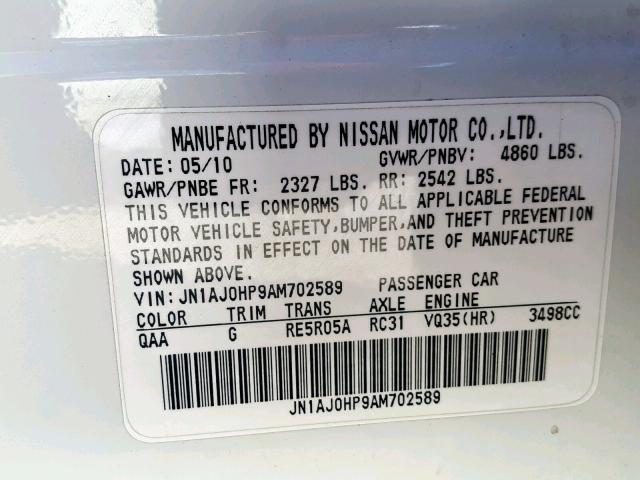 MANUFACTURED BY NISSAN MOTOR CO.,LTD.
DATE: 05/10 GVWR/PNBV: 4860 LBS.
GAWR/PNBE FR: 2327 LBS. RR: 2542 LBS.
THIS VEHICLE CONFORMS TO ALL APPLICABLE FEDERAL
MOTOR VEHICLE SAFETY,BUMPER,AND THEFT PREVENTION
STANDARDS IN EFFECT ON THE DATE OF MANUFACTURE
SHOWN ABOVE.
VIN: JN1AJ0HP9AM702589 PASSENGER CAR
COLOR TRIM TRANS AXLE ENGINE
QAA G RE5R05A RC31 VQ35(HR) 3498CC
JN1AJ0HP9AM702589